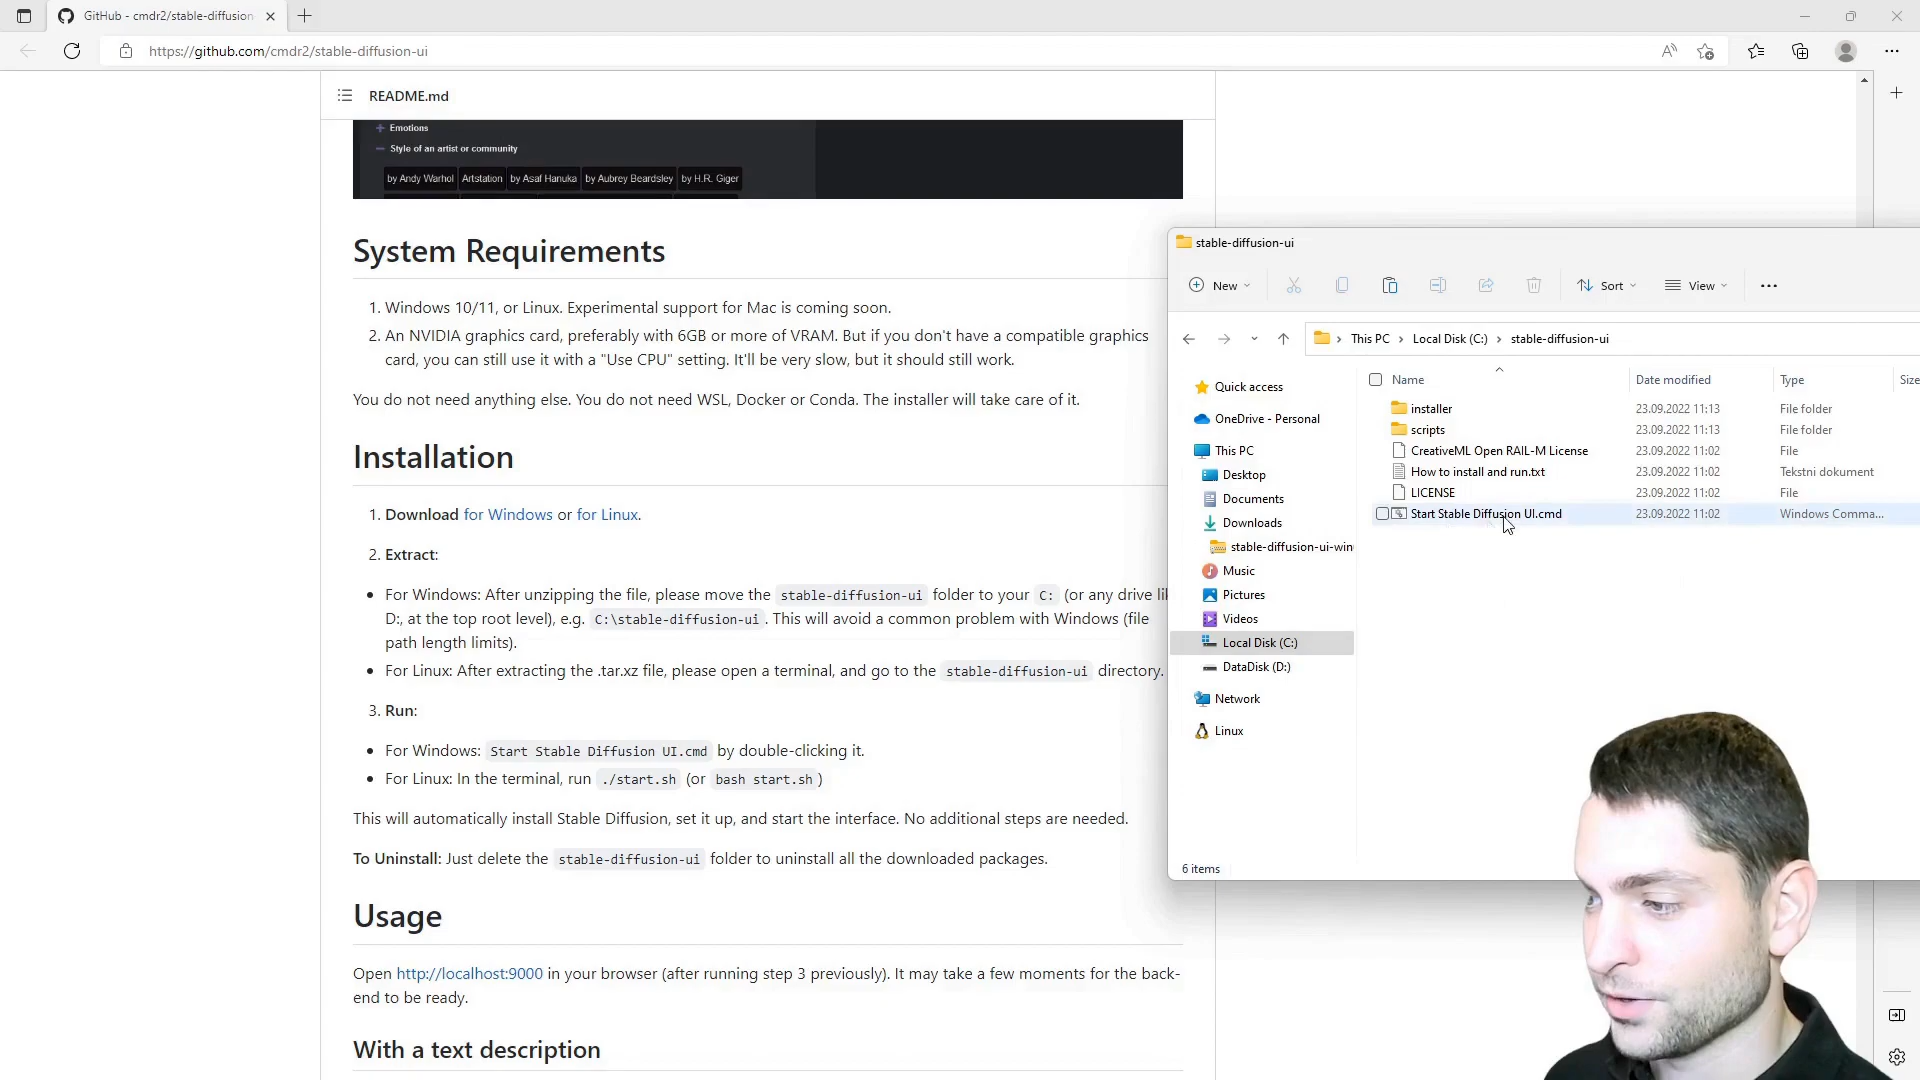 GitHub - cmdr2/stable-diffusion
https://github.com/cmdr2/stable-diffusion-ui
README.md
Emotions
Style of an artist or community
by Andy Warhol Artstation by Asaf Hanuka by Aubrey Beardsley by H.R. Giger
System Requirements
1. Windows 10/11, or Linux. Experimental support for Mac is coming soon.
2. An NVIDIA graphics card, preferably with 6GB or more of VRAM. But if you don't have a compatible graphics
card, you can still use it with a "Use CPU" setting. It'll be very slow, but it should still work.
You do not need anything else. You do not need WSL, Docker or Conda. The installer will take care of it.
Installation
1. Download for Windows or for Linux.
2. Extract:
For Windows: After unzipping the file, please move the stable-diffusion-ui folder to your C: (or any drive li
D:, at the top root level), e.g. C:\stable-diffusion-ui. This will avoid a common problem with Windows (file
path length limits).
For Linux: After extracting the .tar.xz file, please open a terminal, and go to the stable-diffusion-ui directory.
3. Run:
For Windows: Start Stable Diffusion UI.cmd by double-clicking it.
For Linux: In the terminal, run ./start.sh (or bash start.sh)
This will automatically install Stable Diffusion, set it up, and start the interface. No additional steps are needed.
To Uninstall: Just delete the stable-diffusion-ui folder to uninstall all the downloaded packages.
Usage
Open http://localhost:9000 in your browser (after running step 3 previously). It may take a few moments for the back-
end to be ready.
With a text description
stable-diffusion-ui
New Sort View
This PC Local Disk (C:) stable-diffusion-ui
Quick access
OneDrive - Personal
This PC
Desktop
Documents
Downloads
stable-diffusion-ui-win
Music
Pictures
Videos
Local Disk (C:)
DataDisk (D:)
Network
Linux
Name Date modified Type Size
installer 23.09.2022 11:13 File folder
scripts 23.09.2022 11:13 File folder
CreativeML Open RAIL-M License 23.09.2022 11:02 File
How to install and run.txt 23.09.2022 11:02 Tekstni dokument
LICENSE 23.09.2022 11:02 File
Start Stable Diffusion UI.cmd 23.09.2022 11:02 Windows Comma...
6 items